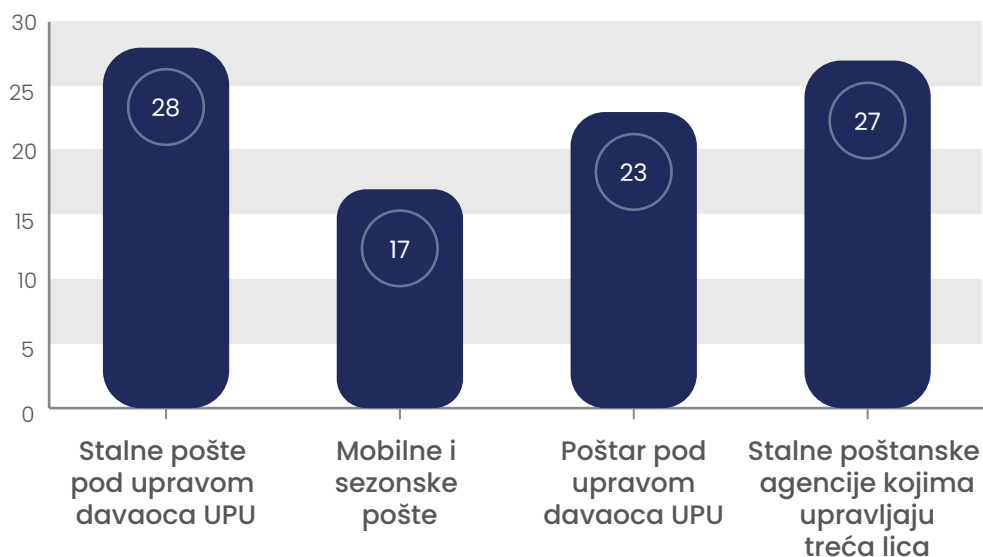 30
25
20
15
10
5
0
28
17
23
27
Stalne pošte
pod upravom
davaoca UPU
Mobilne i
sezonske
pošte
Poštar pod
upravom
davaoca UPU
Stalne poštanske
agencije kojima
upravljaju
treća lica